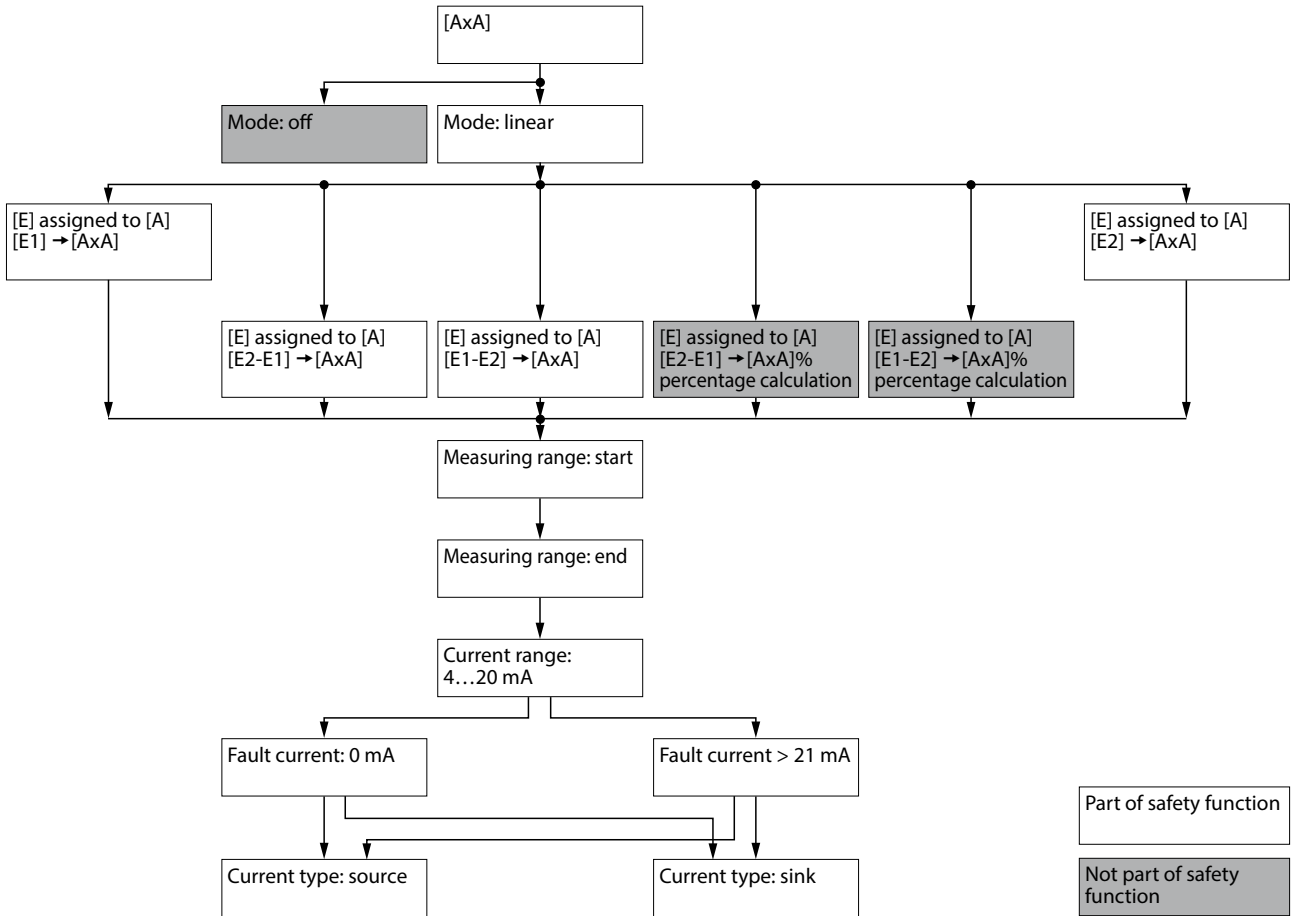 [AxA]
Mode: off
Mode: linear
[E] assigned to [A]
[E1] → [AxA]
[E] assigned to [A]
[E2] → [AxA]
[E] assigned to [A]
[E2-E1] → [AxA]
[E] assigned to [A]
[E1-E2] → [AxA]
[E] assigned to [A]
[E2-E1] → [AxA]%
percentage calculation
[E] assigned to [A]
[E1-E2] → [AxA]%
percentage calculation
Measuring range: start
Measuring range: end
Current range:
4…20 mA
Fault current: 0 mA
Fault current > 21 mA
Part of safety function
Current type: source
Current type: sink
Not part of safety
function